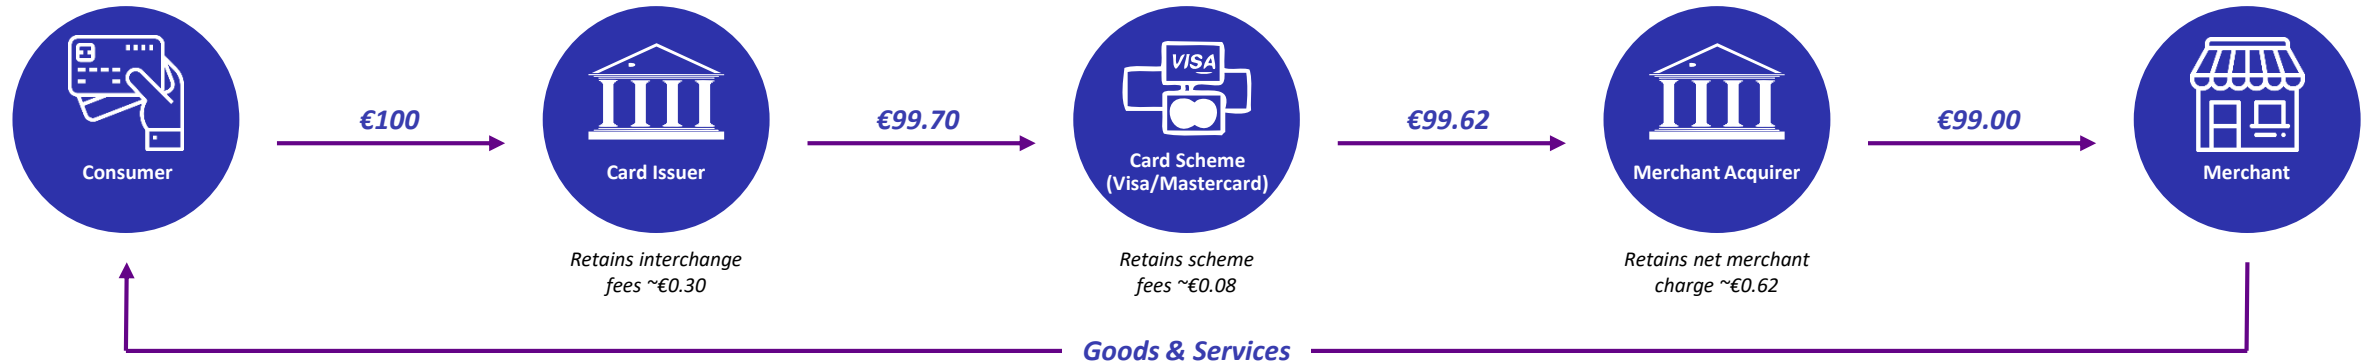 VISA
€100
€99.70
€99.62
€99.00
Consumer
Card Issuer
Card Scheme
(Visa/Mastercard)
Merchant Acquirer
Merchant
Retains interchange
fees ~€0.30
Retains scheme
fees ~€0.08
Retains net merchant
charge ~€0.62
Goods & Services